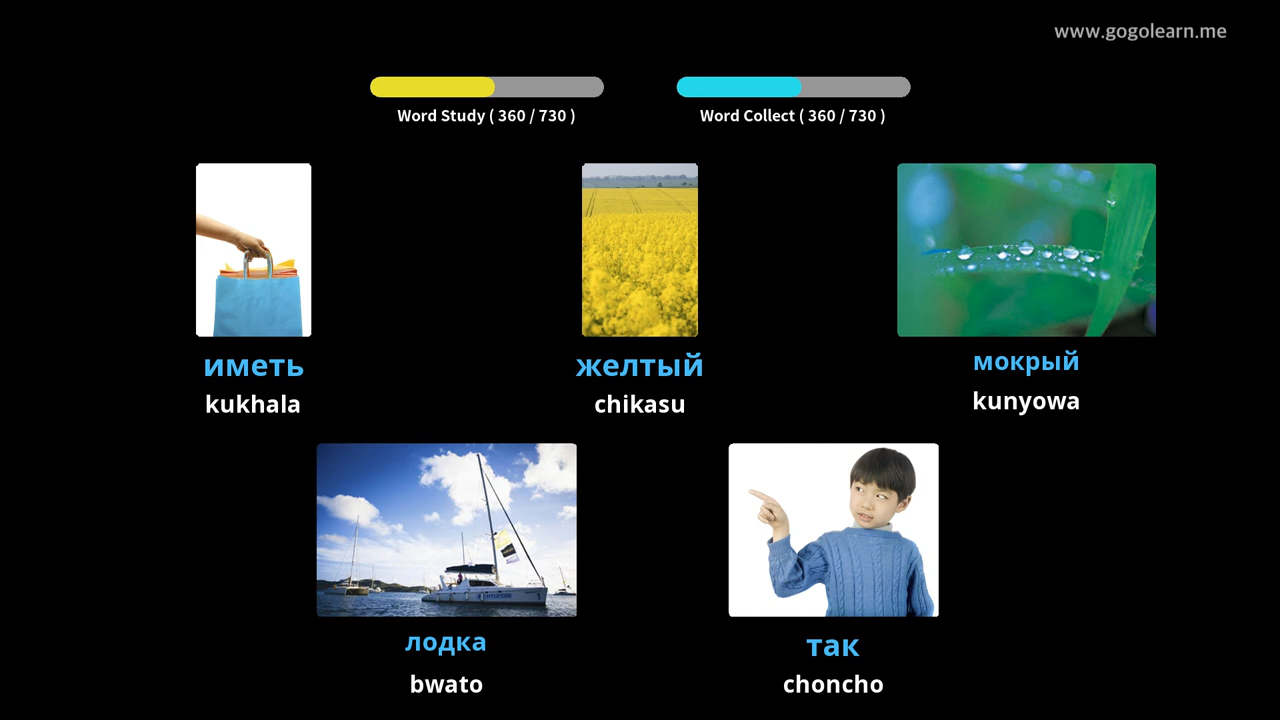 www.gogolearn.me
Word Study ( 360 / 730 )
Word Collect ( 360 / 730 )
иметь
kukhala
желтый
chikasu
мокрый
kunyowa
лодка
bwato
так
choncho